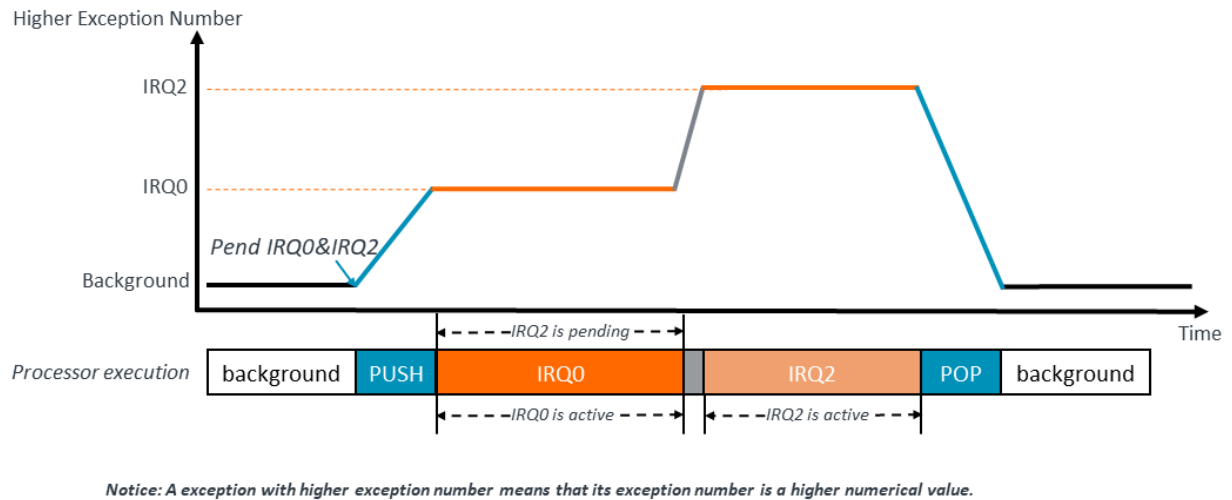 Higher Exception Number
IRQ2
IRQ0
Pend IRQ0&IRQ2
Background
Time
IRQ2 is pending
Processor execution
background
PUSH
IRQ0
IRQ2
POP
background
IRQ0 is active
IRQ2 is active
Notice: A exception with higher exception number means that its exception number is a higher numerical value.